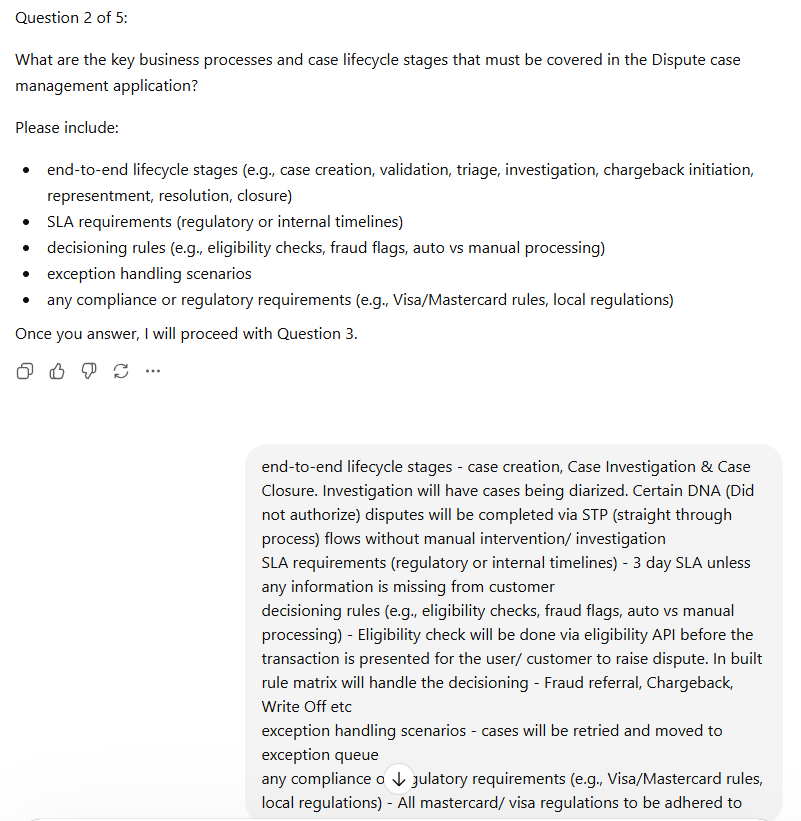 Question 2 of 5:
What are the key business processes and case lifecycle stages that must be covered in the Dispute case
management application?
Please include:
end-to-end lifecycle stages (e.g., case creation, validation, triage, investigation, chargeback initiation,
representment, resolution, closure)
SLA requirements (regulatory or internal timelines)
decisioning rules (e.g., eligibility checks, fraud flags, auto vs manual processing)
exception handling scenarios
any compliance or regulatory requirements (e.g., Visa/Mastercard rules, local regulations)
Once you answer, I will proceed with Question 3.
end-to-end lifecycle stages - case creation, Case Investigation & Case
Closure. Investigation will have cases being diarized. Certain DNA (Did
not authorize) disputes will be completed via STP (straight through
process) flows without manual intervention/ investigation
SLA requirements (regulatory or internal timelines) - 3 day SLA unless
any information is missing from customer
decisioning rules (e.g., eligibility checks, fraud flags, auto vs manual
processing) - Eligibility check will be done via eligibility API before the
transaction is presented for the user/ customer to raise dispute. In built
rule matrix will handle the decisioning - Fraud referral, Chargeback,
Write Off etc
exception handling scenarios - cases will be retried and moved to
exception queue
any compliance gulatory requirements (e.g., Visa/Mastercard rules,
local regulations) - All mastercard/ visa regulations to be adhered to